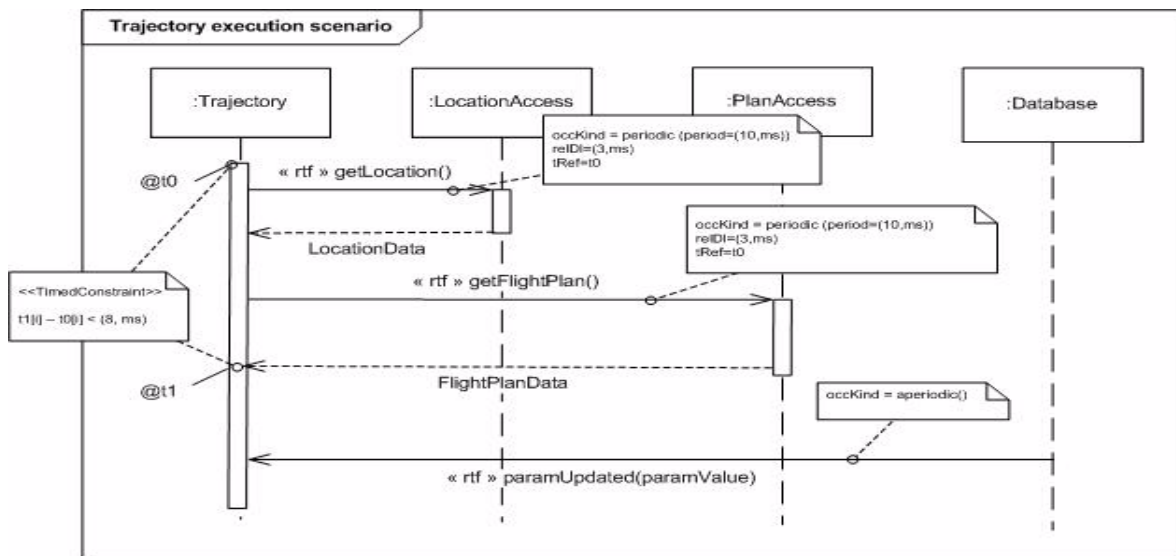 Trajectory execution scenario
:Trajectory
:LocationAccess
:PlanAccess
:Database
occKind = periodic (period=(10,ms))
relDl=(3,ms)
tRef=t0
@t0
« rtf » getLocation()
LocationData
occKind = periodic (period=(10,ms))
relDl=(3,ms)
tRef=t0
« rtf » getFlightPlan()
<<TimedConstraint>>
t1[i] – t0[i] < (8, ms)
@t1
FlightPlanData
occKind = aperiodic()
« rtf » paramUpdated(paramValue)